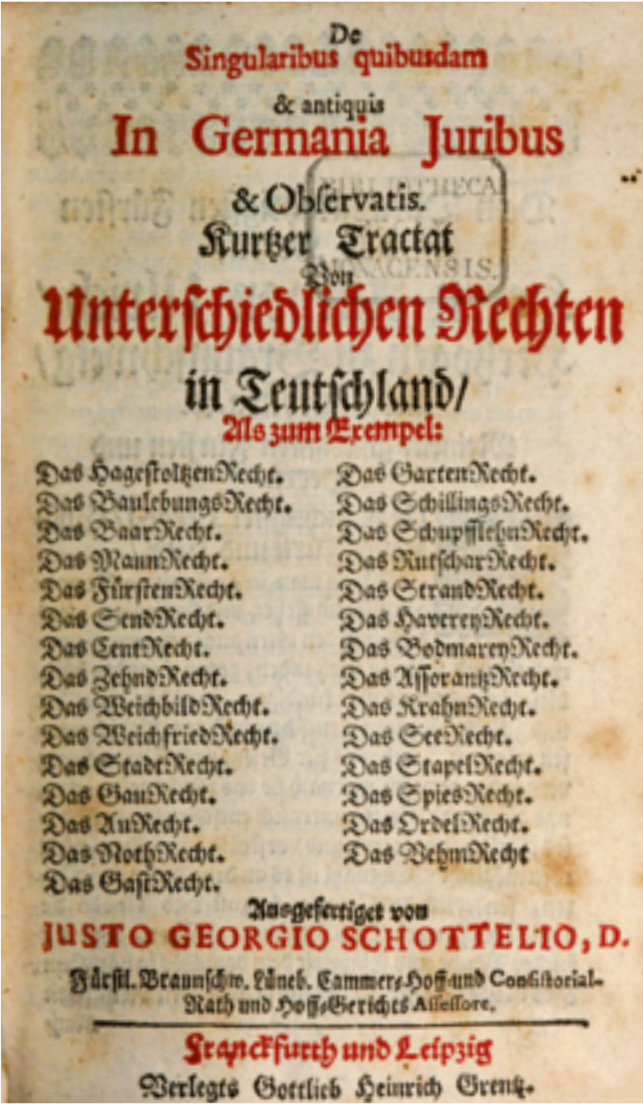 De
Singularibus quibusdam
& antiquis
In Germania Juribus
& Observatis.
Kurtzer Tractat
Von
Unterschiedlichen Rechten
in Teutschland/
Als zum Exempel:
Das HagestoltzenRecht.
Das BaulebungsRecht.
Das BaarRecht.
Das MannRecht.
Das FürstenRecht.
Das SendRecht.
Das CentRecht.
Das ZehndRecht.
Das WeichbildRecht.
Das WeichfriedRecht.
Das StadtRecht.
Das GauRecht.
Das AuRecht.
Das NothRecht.
Das GastRecht.
Das GartenRecht.
Das SchillingsRecht.
Das SchupfflehnRecht.
Das RutscharRecht.
Das StrandRecht.
Das HavereyRecht.
Das BodmareyRecht.
Das AssorantzRecht.
Das KrahnRecht.
Das SeeRecht.
Das StapelRecht.
Das SpiesRecht.
Das OrdelRecht.
Das VehmRecht
Ausgefertiget von
JUSTO GEORGIO SCHOTTELIO, D.
Fürstl. Braunschw. Lüneb. Cammer-Hoff-und Consistorial-
Rath und Hoff-Gerichts Assessore.
Franckfurth und Leipzig
Verlegts Gottlieb Heinrich Grentz.
BIBLIOTHECA
MONACENSIS.